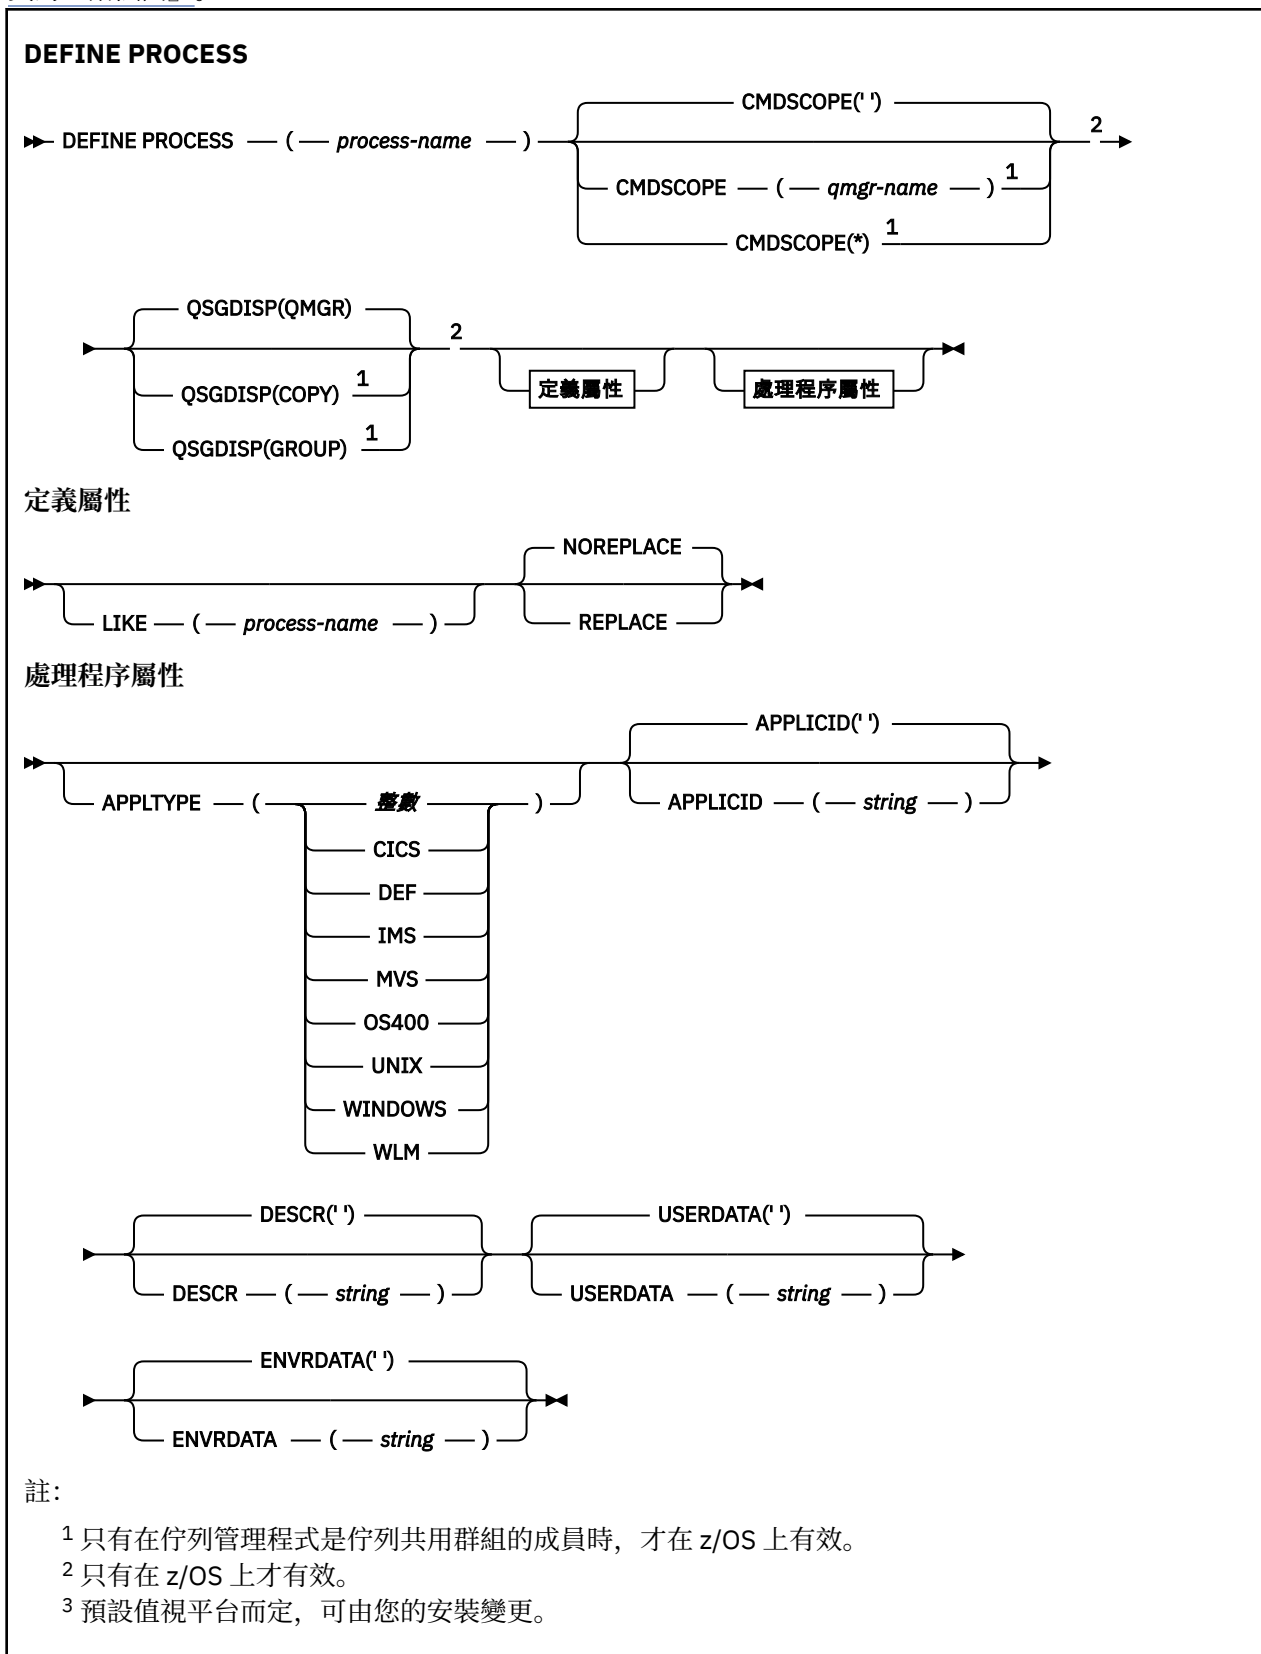 DEFINE PROCESS
CMDSCOPE(' ')
DEFINE PROCESS ( process-name ) 2
CMDSCOPE ( qmgr-name ) 1
CMDSCOPE(*) 1
QSGDISP(QMGR)
2
QSGDISP(COPY) 1 定義屬性 處理程序屬性
QSGDISP(GROUP) 1
定義屬性
NOREPLACE
LIKE ( process-name ) REPLACE
處理程序屬性
APPLICID(' ')
APPLTYPE ( 整數 ) APPLICID ( string )
CICS
DEF
IMS
MVS
OS400
UNIX
WINDOWS
WLM
DESCR(' ') USERDATA(' ')
DESCR ( string ) USERDATA ( string )
ENVRDATA(' ')
ENVRDATA ( string )
註：
1 只有在佇列管理程式是佇列共用群組的成員時，才在 z/OS 上有效。
2 只有在 z/OS 上才有效。
3 預設值視平台而定，可由您的安裝變更。